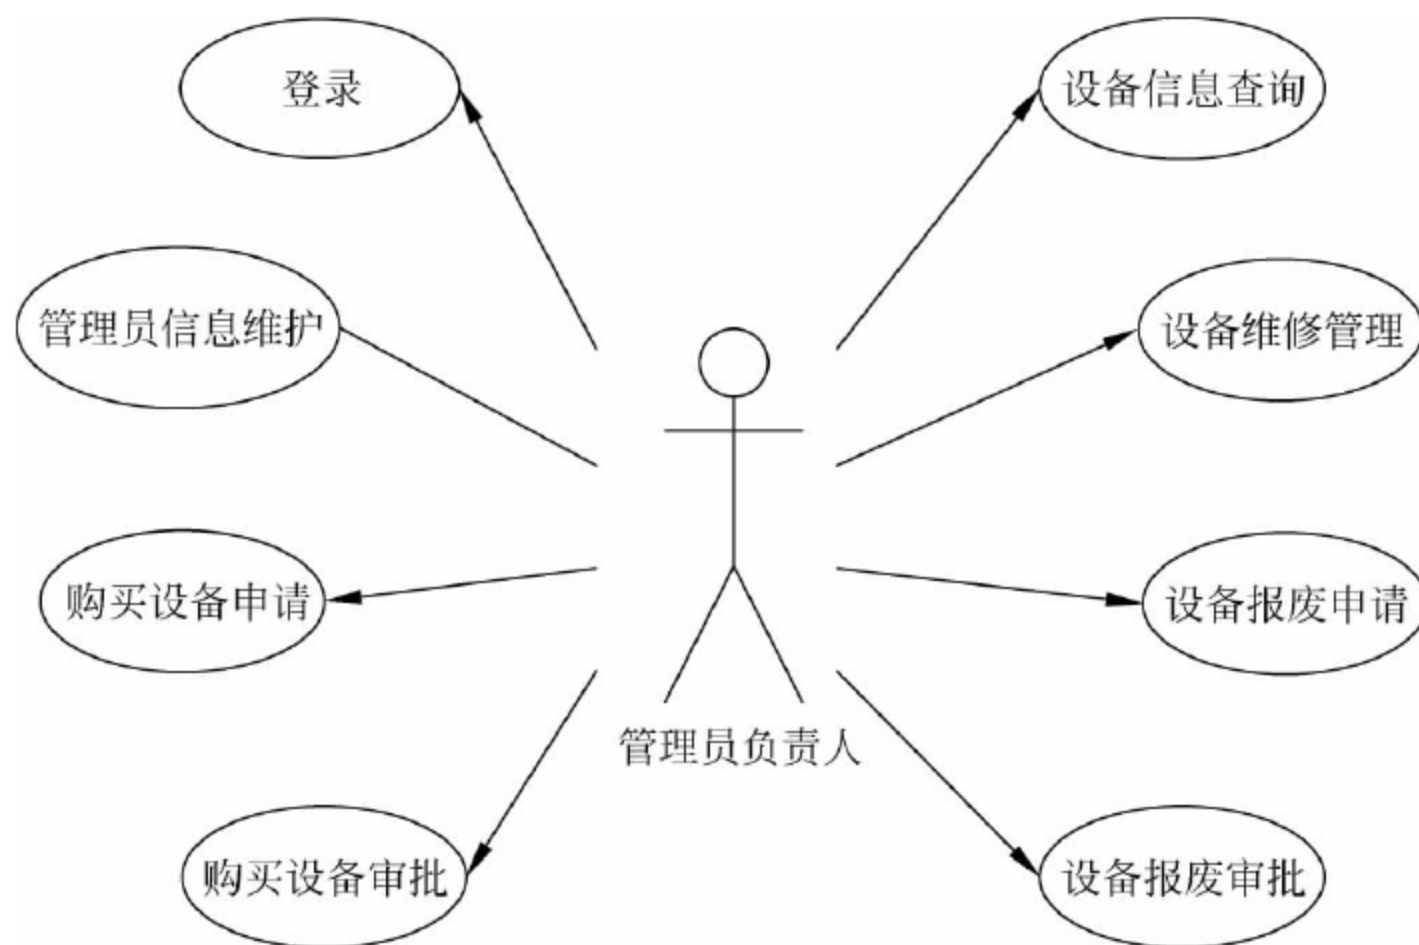 登录
设备信息查询
管理员信息维护
设备维修管理
购买设备申请
设备报废申请
管理员负责人
购买设备审批
设备报废审批